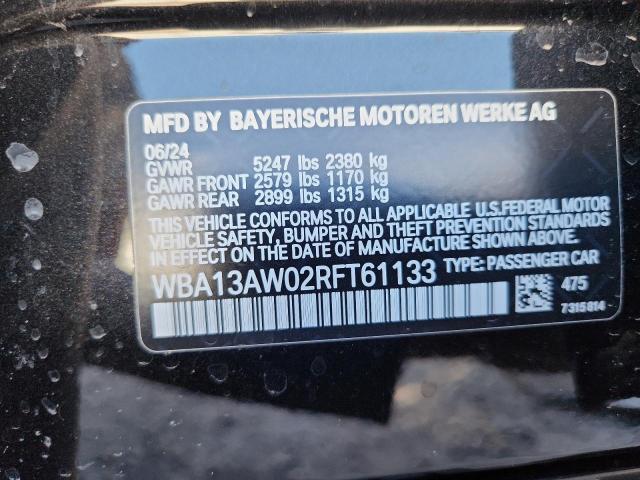 MFD BY BAYERISCHE MOTOREN WERKE AG
06/24
GVWR 5247 lbs 2380 kg
GAWR FRONT 2579 lbs 1170 kg
GAWR REAR 2899 lbs 1315 kg
THIS VEHICLE CONFORMS TO ALL APPLICABLE U.S.FEDERAL MOTOR
VEHICLE SAFETY, BUMPER AND THEFT PREVENTION STANDARDS
IN EFFECT ON THE DATE OF MANUFACTURE SHOWN ABOVE.
WBA13AW02RFT61133 TYPE: PASSENGER CAR
475
7315814